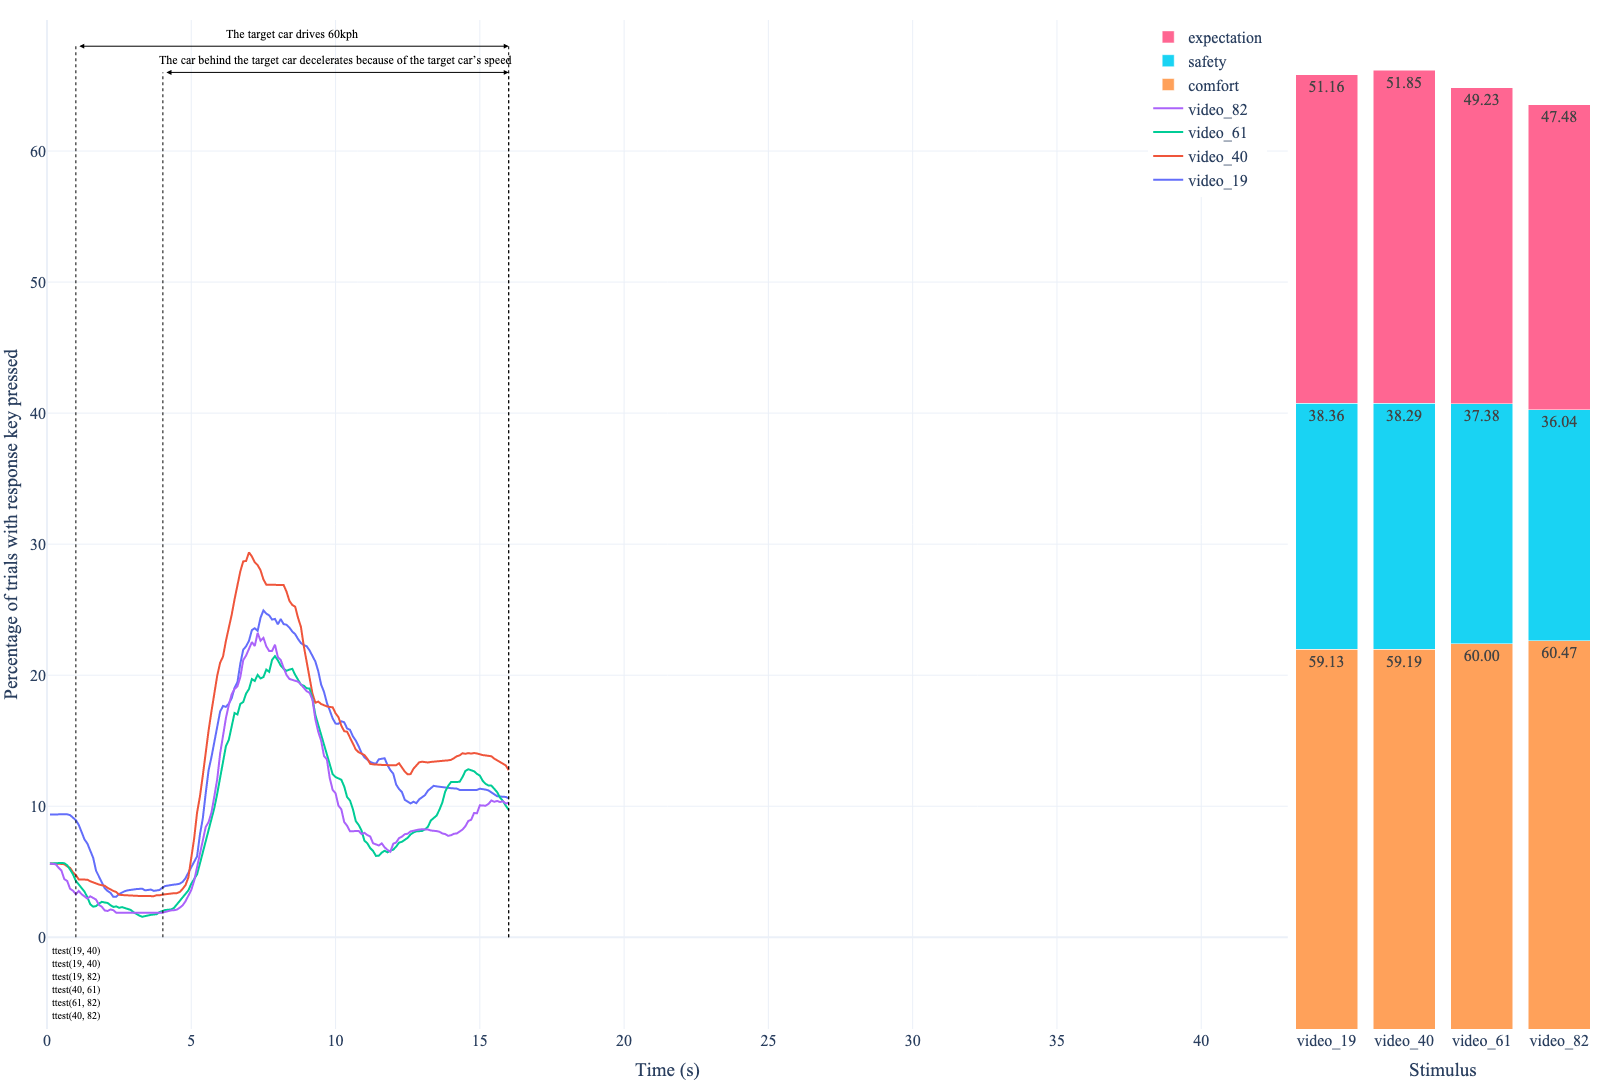 The target car drives 60kph
The car behind the target car decelerates because of the target car's speed
expectation
safety
comfort
video_82
video_61
video_40
video_19
Percentage of trials with response key pressed
60
50
40
30
20
10
0
ttest(19, 40)
ttest(19, 40)
ttest(19, 82)
ttest(40, 61)
ttest(61, 82)
ttest(40, 82)
0 5 10 15 20 25 30 35 40
Time (s)
51.16 51.85 49.23 47.48
38.36 38.29 37.38 36.04
59.13 59.19 60.00 60.47
video_19 video_40 video_61 video_82
Stimulus